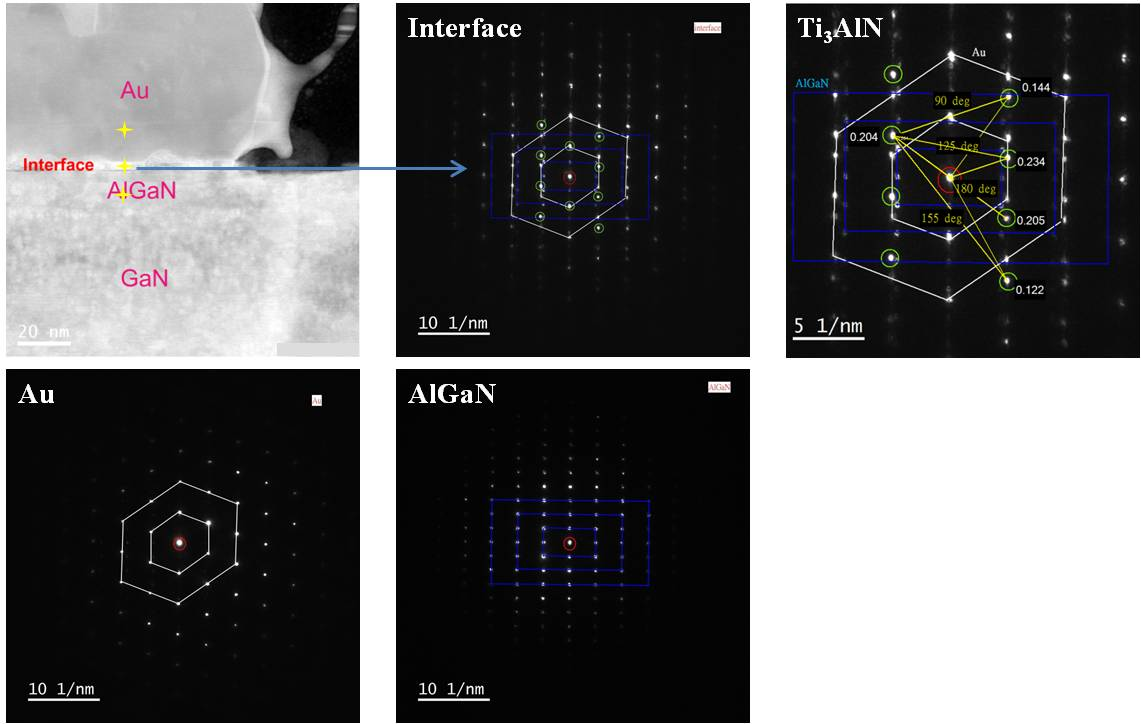 Au
Interface
AlGaN
GaN
20 nm
Interface
interface
10 1/nm
Ti3AlN
Au
AlGaN
0.144
90 deg
0.204
125 deg
0.234
180 deg
155 deg
0.205
0.122
5 1/nm
Au
Au
10 1/nm
AlGaN
AlGaN
10 1/nm